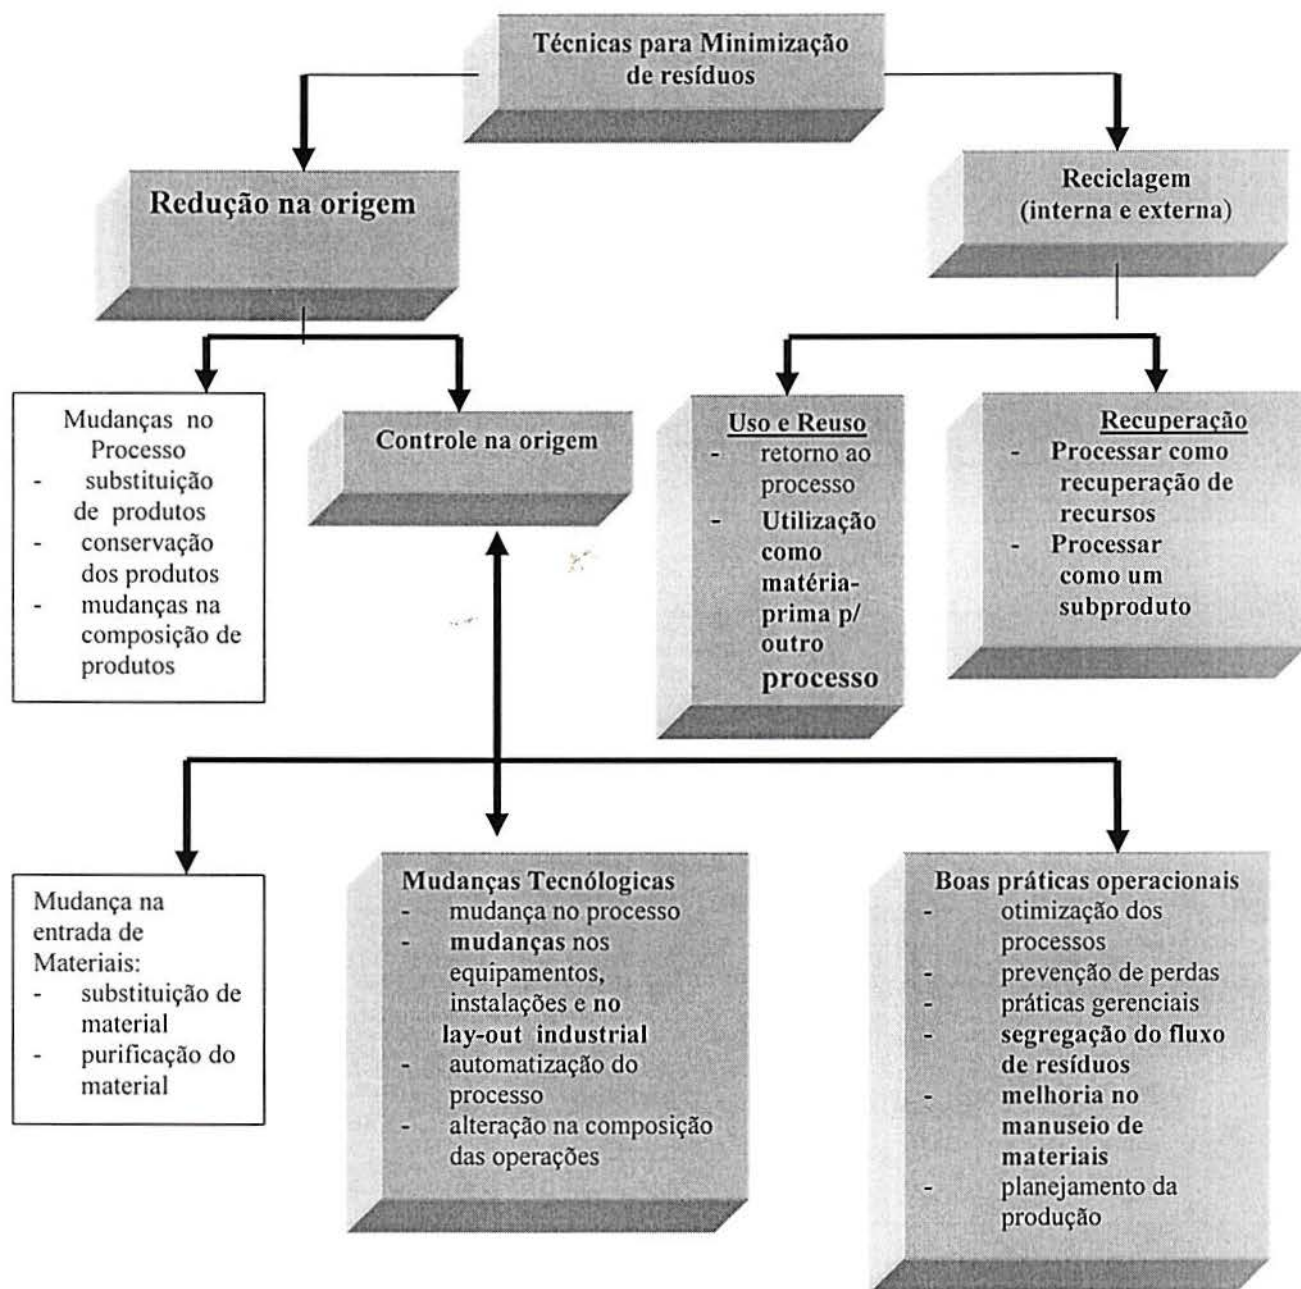 Técnicas para Minimização
de resíduos
Redução na origem
Reciclagem
(interna e externa)
Mudanças no
Processo
- substituição
de produtos
- conservação
dos produtos
- mudanças na
composição de
produtos
Controle na origem
Uso e Reuso
- retorno ao
processo
- Utilização
como
matéria-
prima p/
outro
processo
Recuperação
- Processar como
recuperação de
recursos
- Processar
como um
subproduto
Mudança na
entrada de
Materiais:
- substituição de
material
- purificação do
material
Mudanças Tecnólogicas
- mudança no processo
- mudanças nos
equipamentos,
instalações e no
lay-out industrial
- automatização do
processo
- alteração na composição
das operações
Boas práticas operacionais
- otimização dos
processos
- prevenção de perdas
- práticas gerenciais
- segregação do fluxo
de resíduos
- melhoria no
manuseio de
materiais
- planejamento da
produção